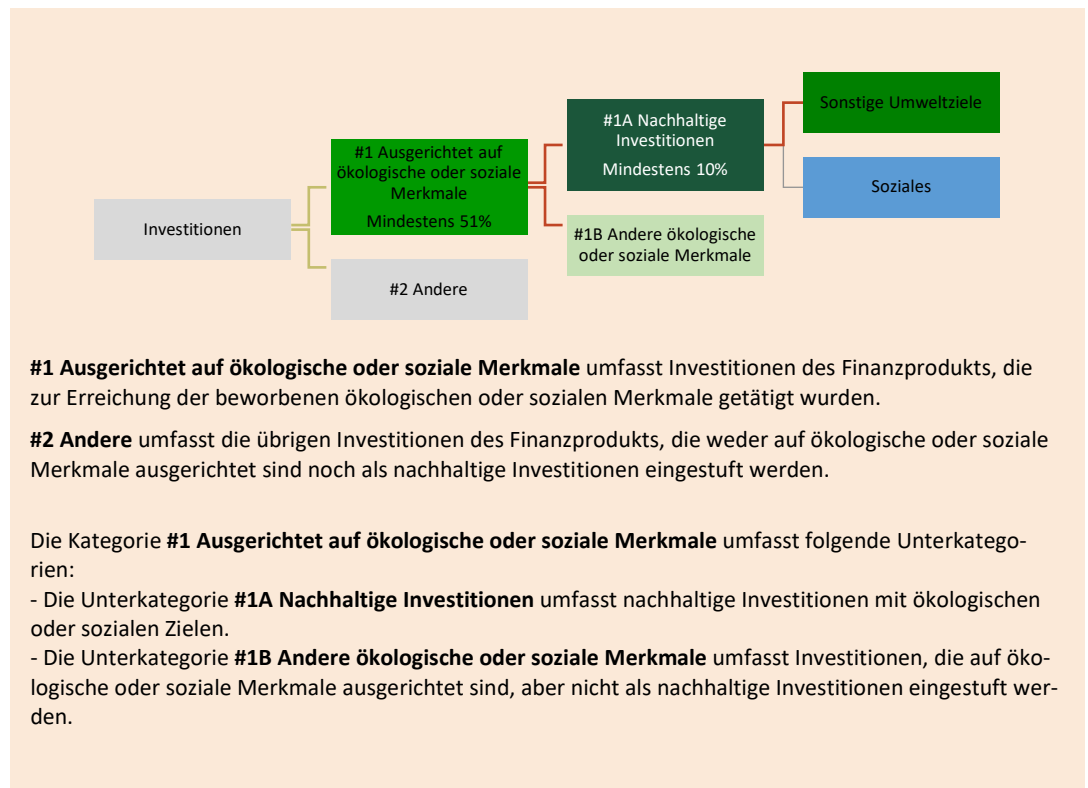 Sonstige Umweltziele
#1A Nachhaltige
Investitionen
Mindestens 10%
#1 Ausgerichtet auf
ökologische oder soziale
Merkmale
Mindestens 51%
Soziales
Investitionen
#1B Andere ökologische
oder soziale Merkmale
#2 Andere
#1 Ausgerichtet auf ökologische oder soziale Merkmale umfasst Investitionen des Finanzprodukts, die
zur Erreichung der beworbenen ökologischen oder sozialen Merkmale getätigt wurden.
#2 Andere umfasst die übrigen Investitionen des Finanzprodukts, die weder auf ökologische oder soziale
Merkmale ausgerichtet sind noch als nachhaltige Investitionen eingestuft werden.
Die Kategorie #1 Ausgerichtet auf ökologische oder soziale Merkmale umfasst folgende Unterkatego-
rien:
- Die Unterkategorie #1A Nachhaltige Investitionen umfasst nachhaltige Investitionen mit ökologischen
oder sozialen Zielen.
- Die Unterkategorie #1B Andere ökologische oder soziale Merkmale umfasst Investitionen, die auf öko-
logische oder soziale Merkmale ausgerichtet sind, aber nicht als nachhaltige Investitionen eingestuft wer-
den.